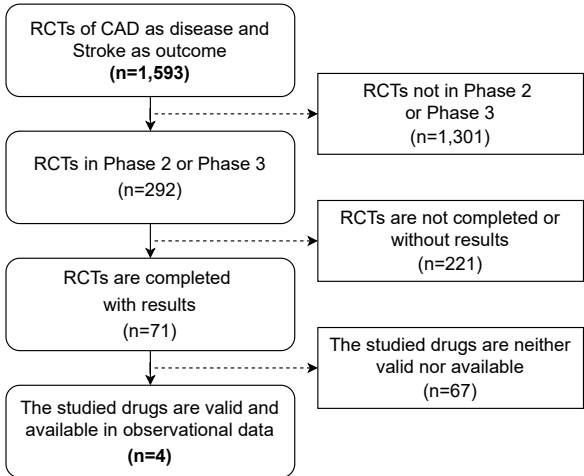 RCTs of CAD as disease and
Stroke as outcome
(n=1,593)
RCTs not in Phase 2
or Phase 3
(n=1,301)
RCTs in Phase 2 or Phase 3
(n=292)
RCTs are not completed or
without results
(n=221)
RCTs are completed
with results
(n=71)
The studied drugs are neither
valid nor available
(n=67)
The studied drugs are valid and
available in observational data
(n=4)